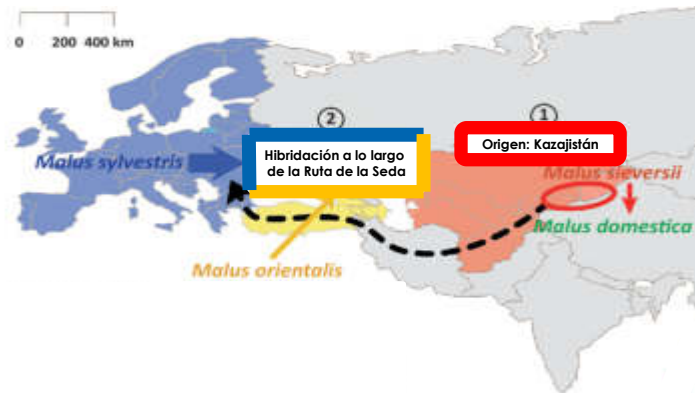 0 200 400 km
②
①
Origen: Kazajistán
Hibridación a lo largo
de la Ruta de la Seda
Malus sylvestris
Malus sieversii
Malus domestica
Malus orientalis